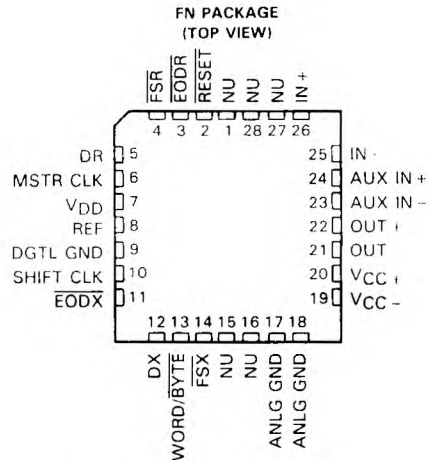 FN PACKAGE
(TOP VIEW)
FSR
EODR
RESET
NU
NU
NU
IN +
4 3 2 1 28 27 26
DR 5
MSTR CLK 6
VDD 7
REF 8
DGTL GND 9
SHIFT CLK 10
EODX 11
25 IN -
24 AUX IN +
23 AUX IN −
22 OUT +
21 OUT
20 VCC +
19 VCC −
12 13 14 15 16 17 18
DX
WORD/BYTE
FSX
NU
NU
ANLG GND
ANLG GND